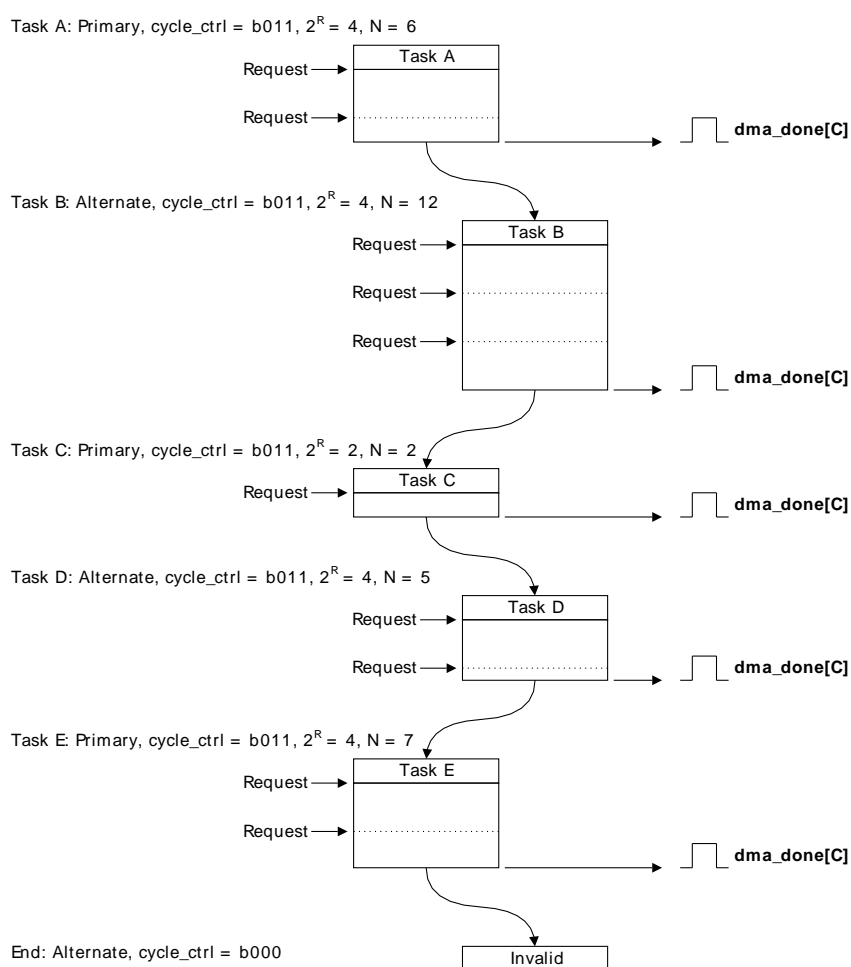 Task A: Primary, cycle_ctrl = b011, 2^R = 4, N = 6
Task A
Request
Request
dma_done[C]
Task B: Alternate, cycle_ctrl = b011, 2^R = 4, N = 12
Task B
Request
Request
Request
dma_done[C]
Task C: Primary, cycle_ctrl = b011, 2^R = 2, N = 2
Task C
Request
dma_done[C]
Task D: Alternate, cycle_ctrl = b011, 2^R = 4, N = 5
Task D
Request
Request
dma_done[C]
Task E: Primary, cycle_ctrl = b011, 2^R = 4, N = 7
Task E
Request
Request
dma_done[C]
End: Alternate, cycle_ctrl = b000
Invalid